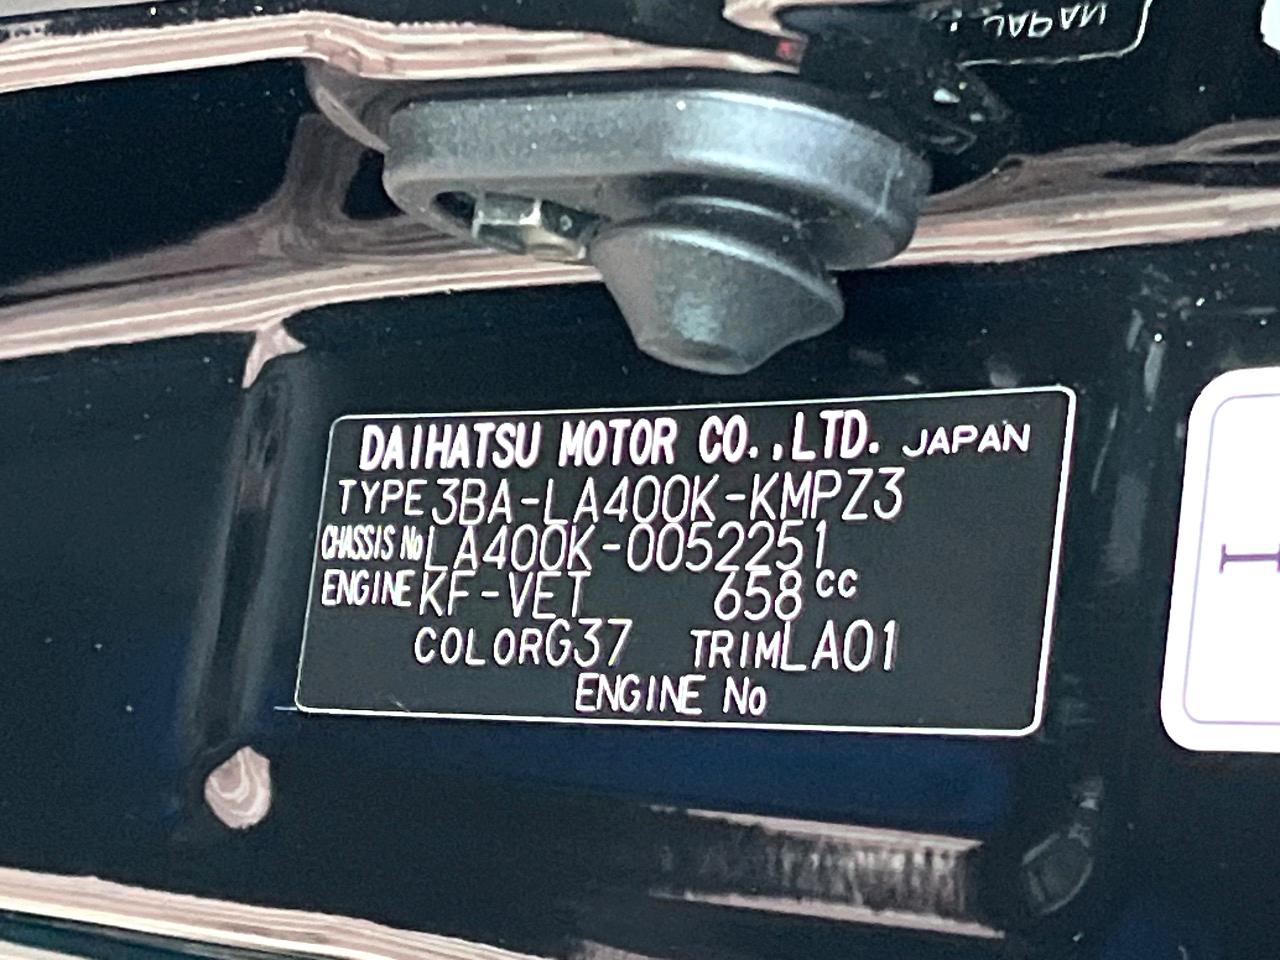 DAIHATSU MOTOR CO.,LTD. JAPAN
TYPE 3BA-LA400K-KMPZ3
CHASSIS No LA400K-0052251
ENGINE KF-VET 658 cc
COLOR G37 TRIM LA01
ENGINE No